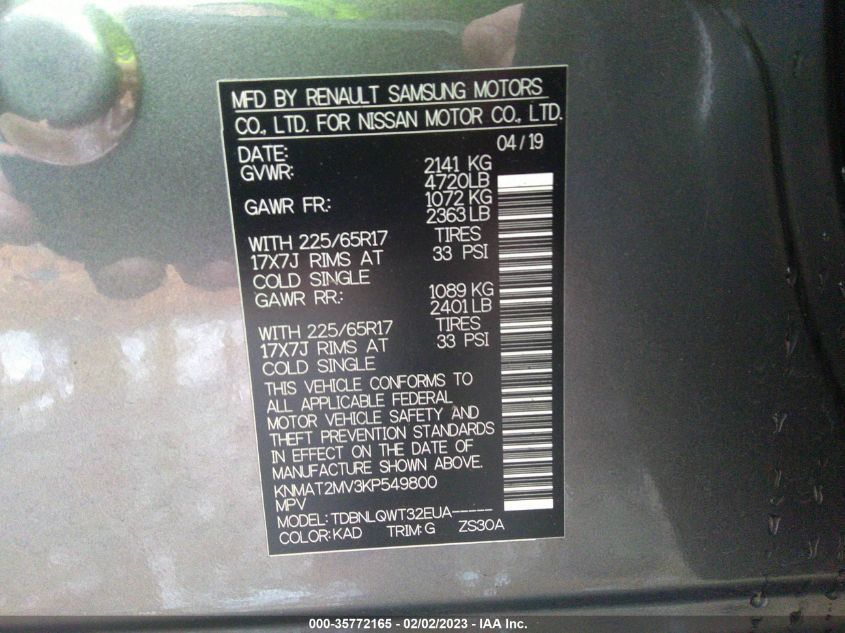 MFD BY RENAULT SAMSUNG MOTORS
CO., LTD. FOR NISSAN MOTOR CO., LTD.
DATE: 04/19
GVWR: 2141 KG
4720LB
GAWR FR.: 1072 KG
2363 LB
WITH 225/65R17 TIRES
17X7J RIMS AT 33 PSI
COLD SINGLE
GAWR RR.: 1089 KG
2401 LB
WITH 225/65R17 TIRES
17X7J RIMS AT 33 PSI
COLD SINGLE
THIS VEHICLE CONFORMS TO
ALL APPLICABLE FEDERAL
MOTOR VEHICLE SAFETY AND
THEFT PREVENTION STANDARDS
IN EFFECT ON THE DATE OF
MANUFACTURE SHOWN ABOVE.
KNMAT2MV3KP549800
MPV
MODEL: TDBNLQWT32EUA-----
COLOR: KAD TRIM: G ZS30A
000-35772165 - 02/02/2023 - IAA Inc.